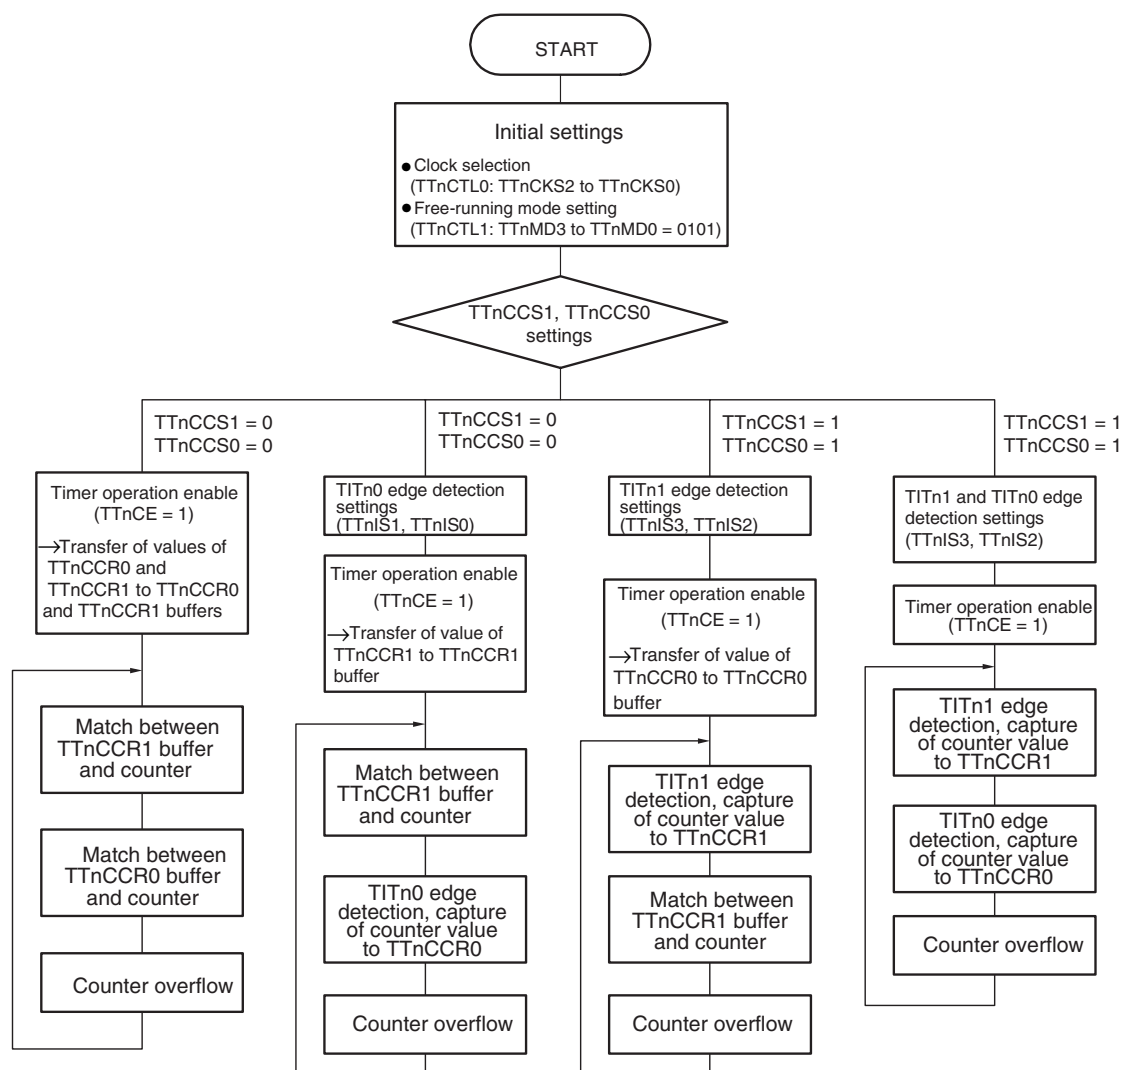 START
Initial settings
● Clock selection
(TTnCTL0: TTnCKS2 to TTnCKS0)
● Free-running mode setting
(TTnCTL1: TTnMD3 to TTnMD0 = 0101)
TTnCCS1, TTnCCS0
settings
TTnCCS1 = 0
TTnCCS0 = 0
Timer operation enable
(TTnCE = 1)
→Transfer of values of
TTnCCR0 and
TTnCCR1 to TTnCCR0
and TTnCCR1 buffers
Match between
TTnCCR1 buffer
and counter
Match between
TTnCCR0 buffer
and counter
Counter overflow
TTnCCS1 = 0
TTnCCS0 = 0
TITn0 edge detection
settings
(TTnIS1, TTnIS0)
Timer operation enable
(TTnCE = 1)
→Transfer of value of
TTnCCR1 to TTnCCR1
buffer
Match between
TTnCCR1 buffer
and counter
TITn0 edge
detection, capture
of counter value
to TTnCCR0
Counter overflow
TTnCCS1 = 1
TTnCCS0 = 1
TITn1 edge detection
settings
(TTnIS3, TTnIS2)
Timer operation enable
(TTnCE = 1)
→Transfer of value of
TTnCCR0 to TTnCCR0
buffer
TITn1 edge
detection, capture
of counter value
to TTnCCR1
Match between
TTnCCR1 buffer
and counter
Counter overflow
TTnCCS1 = 1
TTnCCS0 = 1
TITn1 and TITn0 edge
detection settings
(TTnIS3, TTnIS2)
Timer operation enable
(TTnCE = 1)
TITn1 edge
detection, capture
of counter value
to TTnCCR1
TITn0 edge
detection, capture
of counter value
to TTnCCR0
Counter overflow